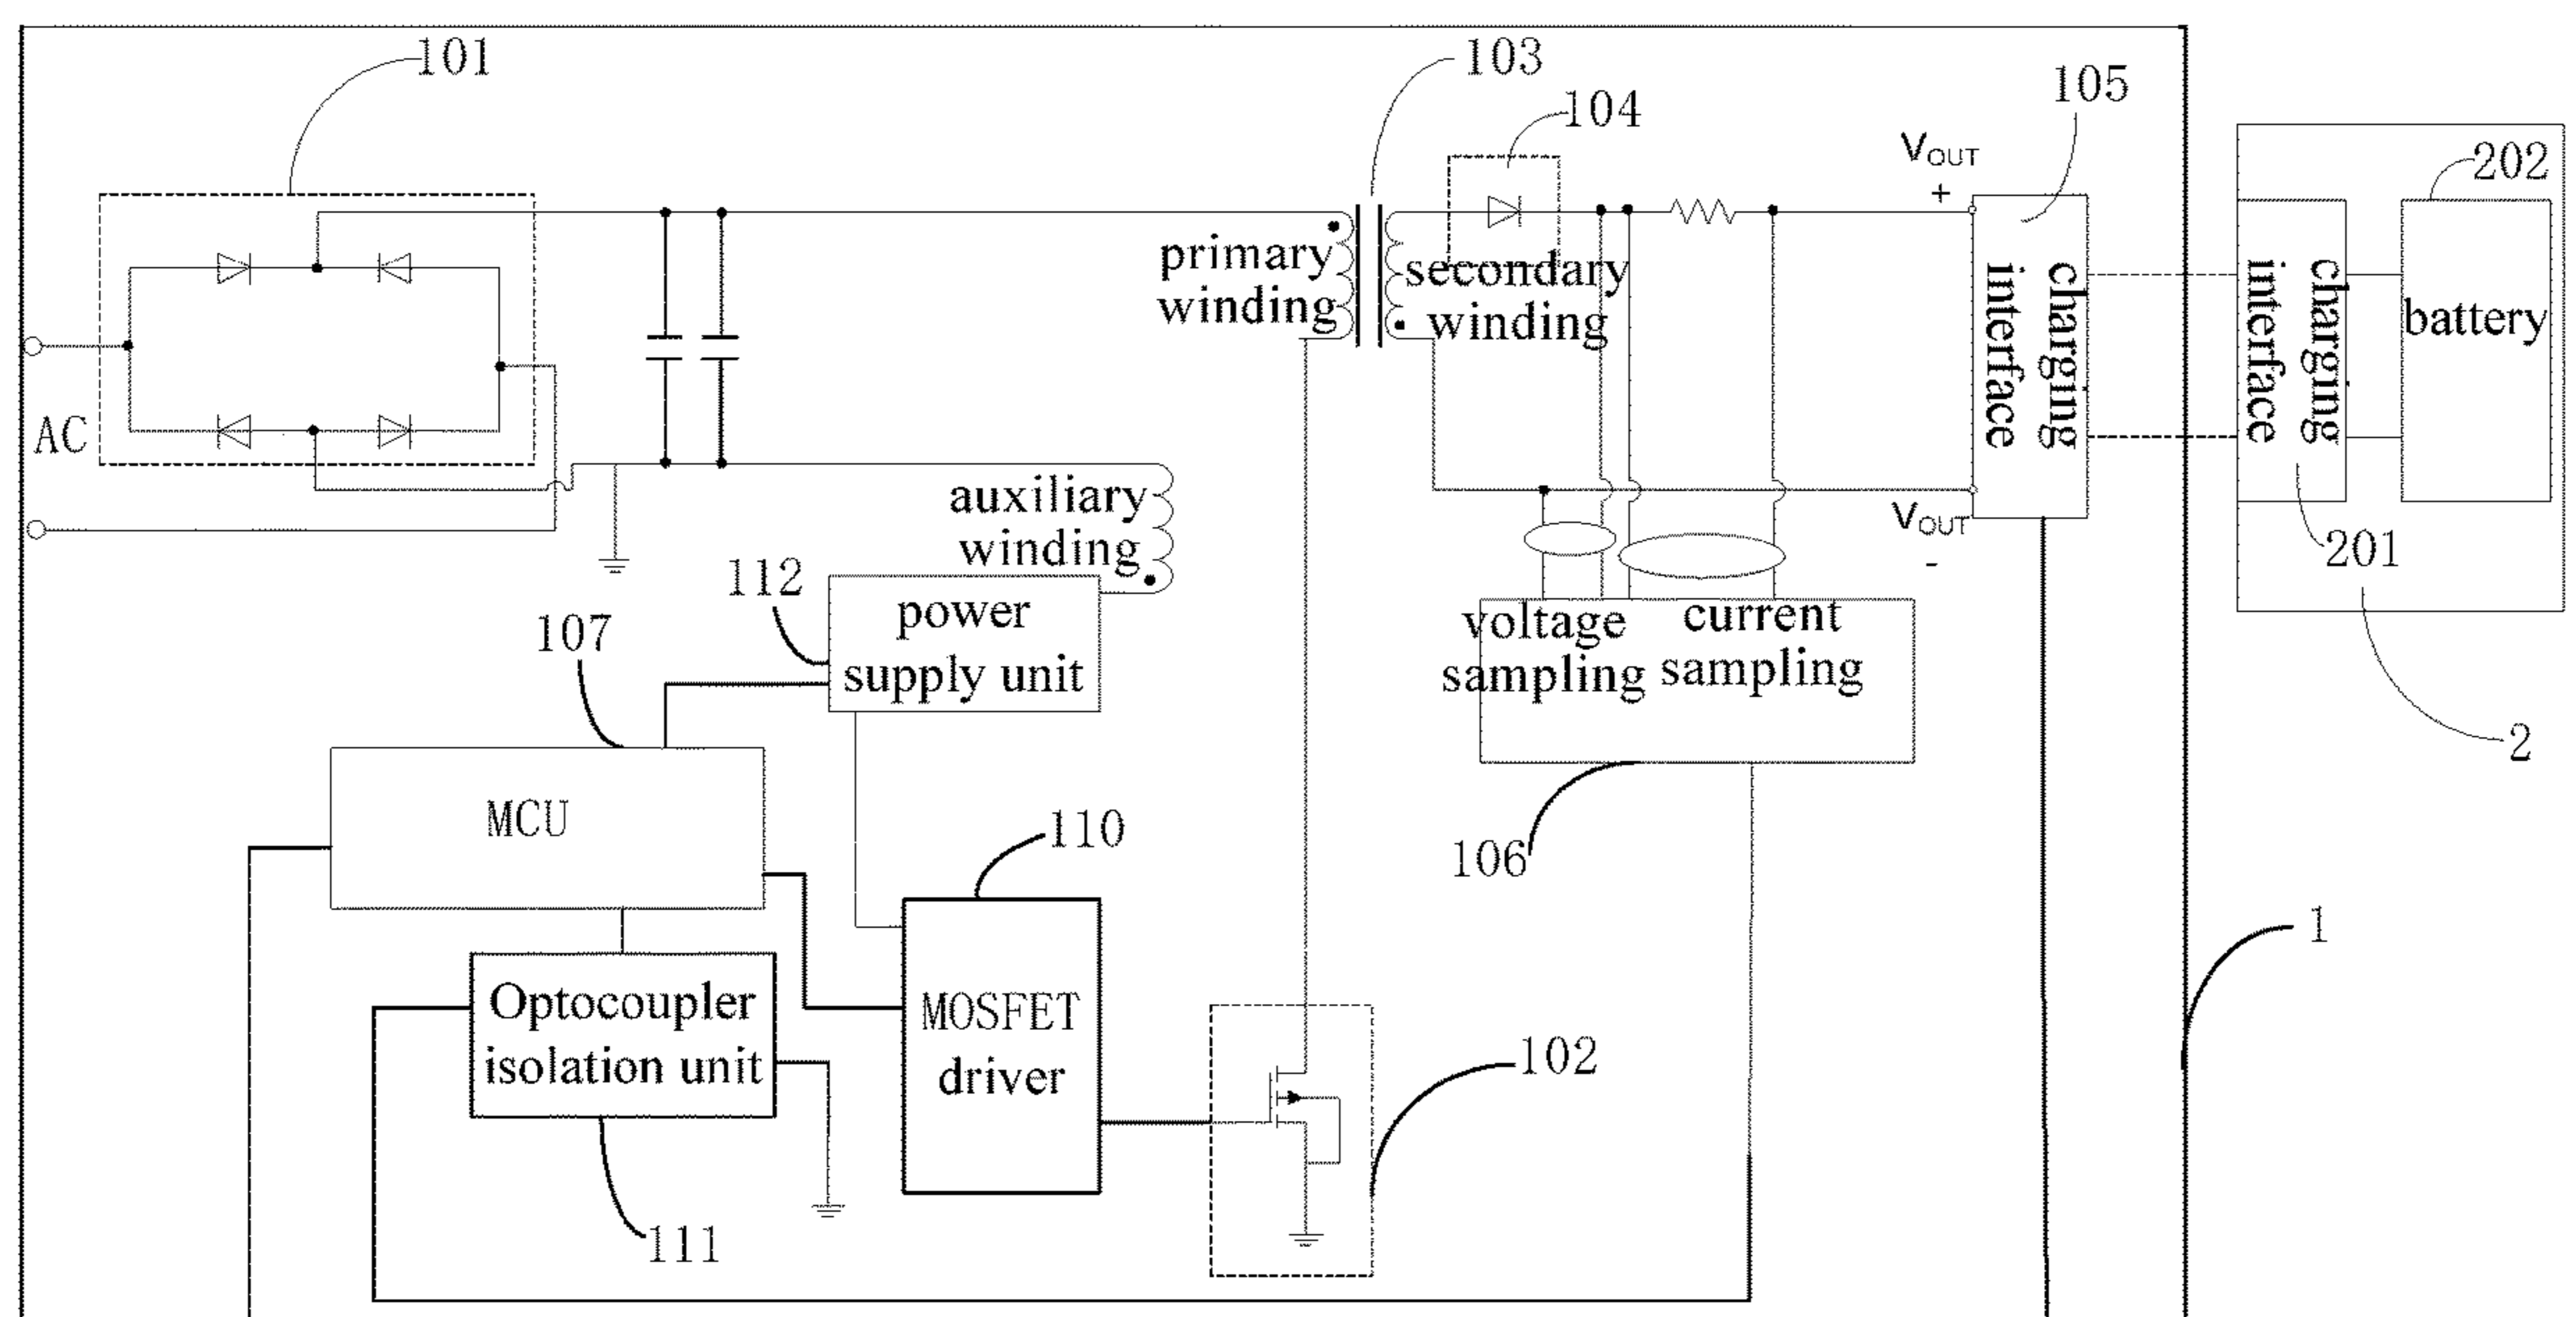 101
103
104
105
V_OUT
+
202
primary
winding
secondary
winding
charging
interface
charging
interface
battery
AC
auxiliary
winding
V_OUT
-
201
112
107
power
supply unit
voltage
sampling
current
sampling
2
MCU
110
106
1
Optocoupler
isolation unit
MOSFET
driver
102
111